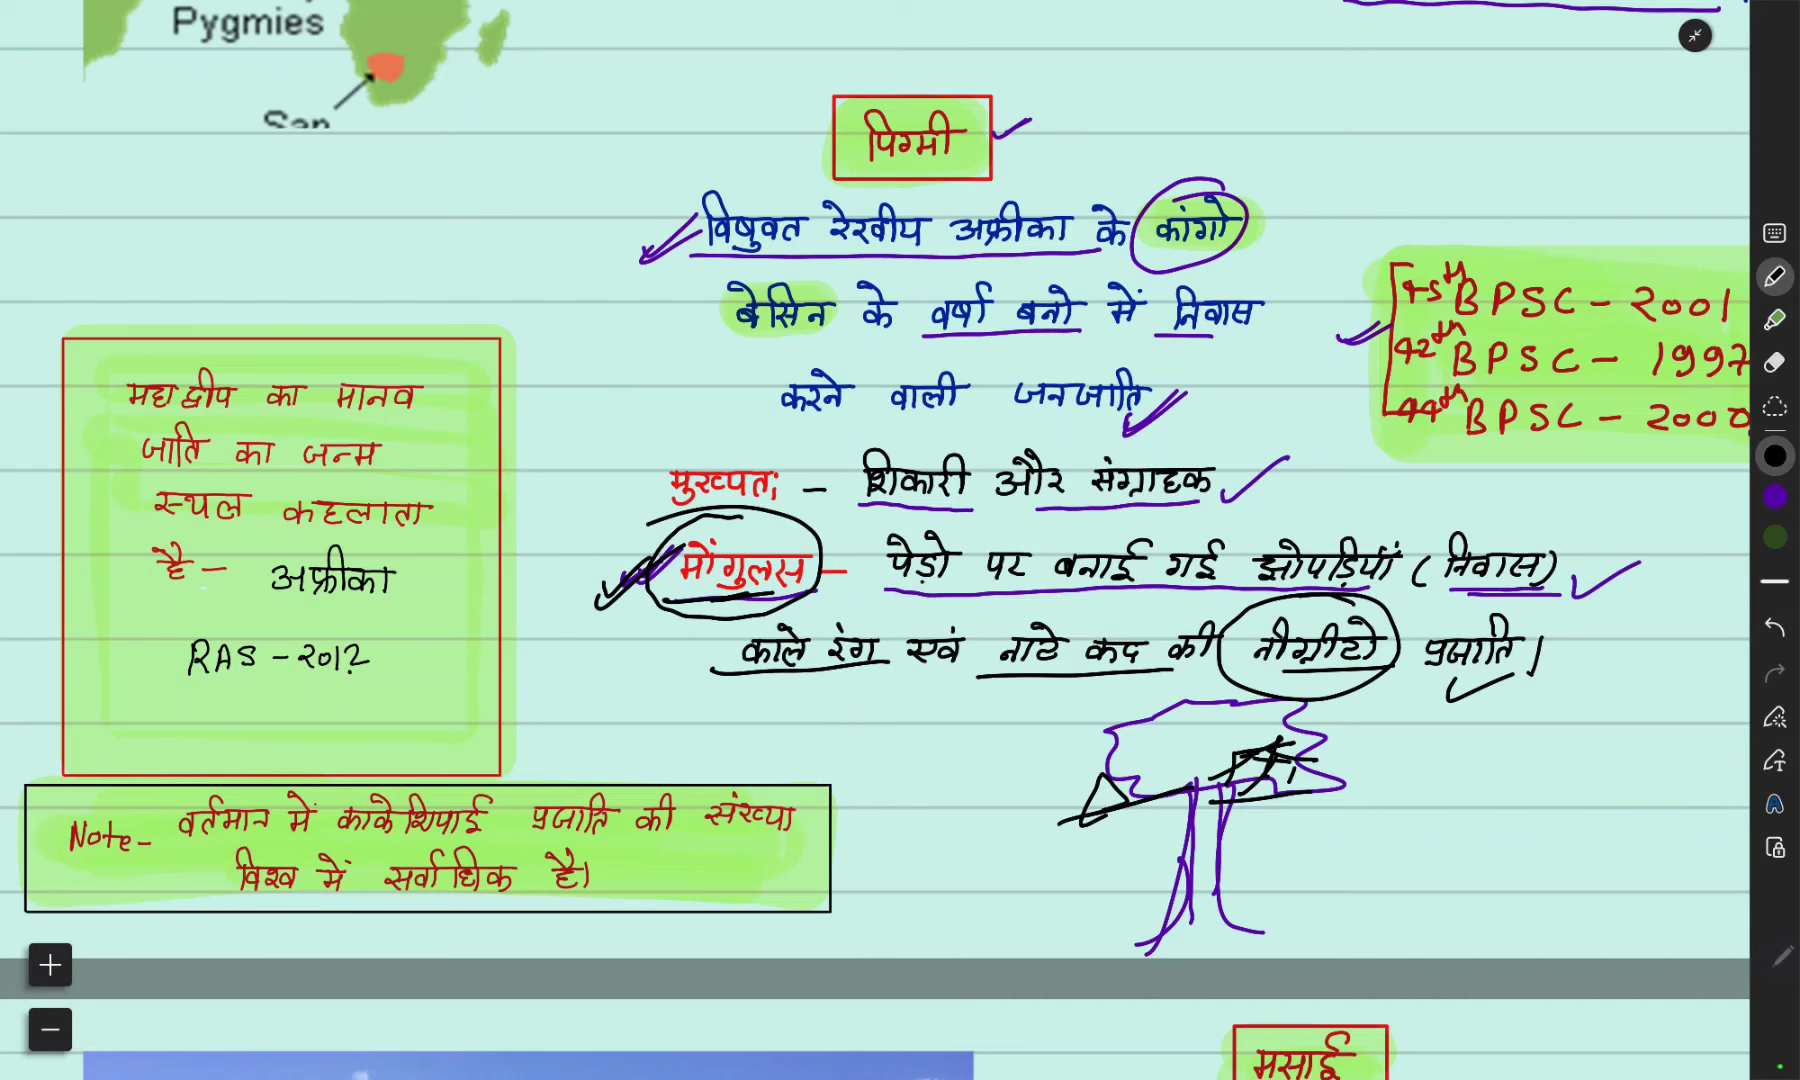 Pygmies
San
पिग्मी
विषुवत रेखीय अफ्रीका के कांगो
बेसिन के वर्षा वनो में निवास
करने वाली जनजाति
45th BPSC - 2001
42th BPSC - 1997
44th BPSC - 2000
मुख्यतः - शिकारी और संग्राहक
मोंगुलस - पेड़ो पर बनाई गई झोपड़ियां (निवास)
काले रंग एवं नाटे कद की नीग्रीटो प्रजाति।
महाद्वीप का मानव
जाति का जन्म
स्थल कहलाता
है - अफ्रीका
RAS - 2012
Note - वर्तमान में काकेशियाई प्रजाति की संख्या
विश्व में सर्वाधिक है।
मसाई